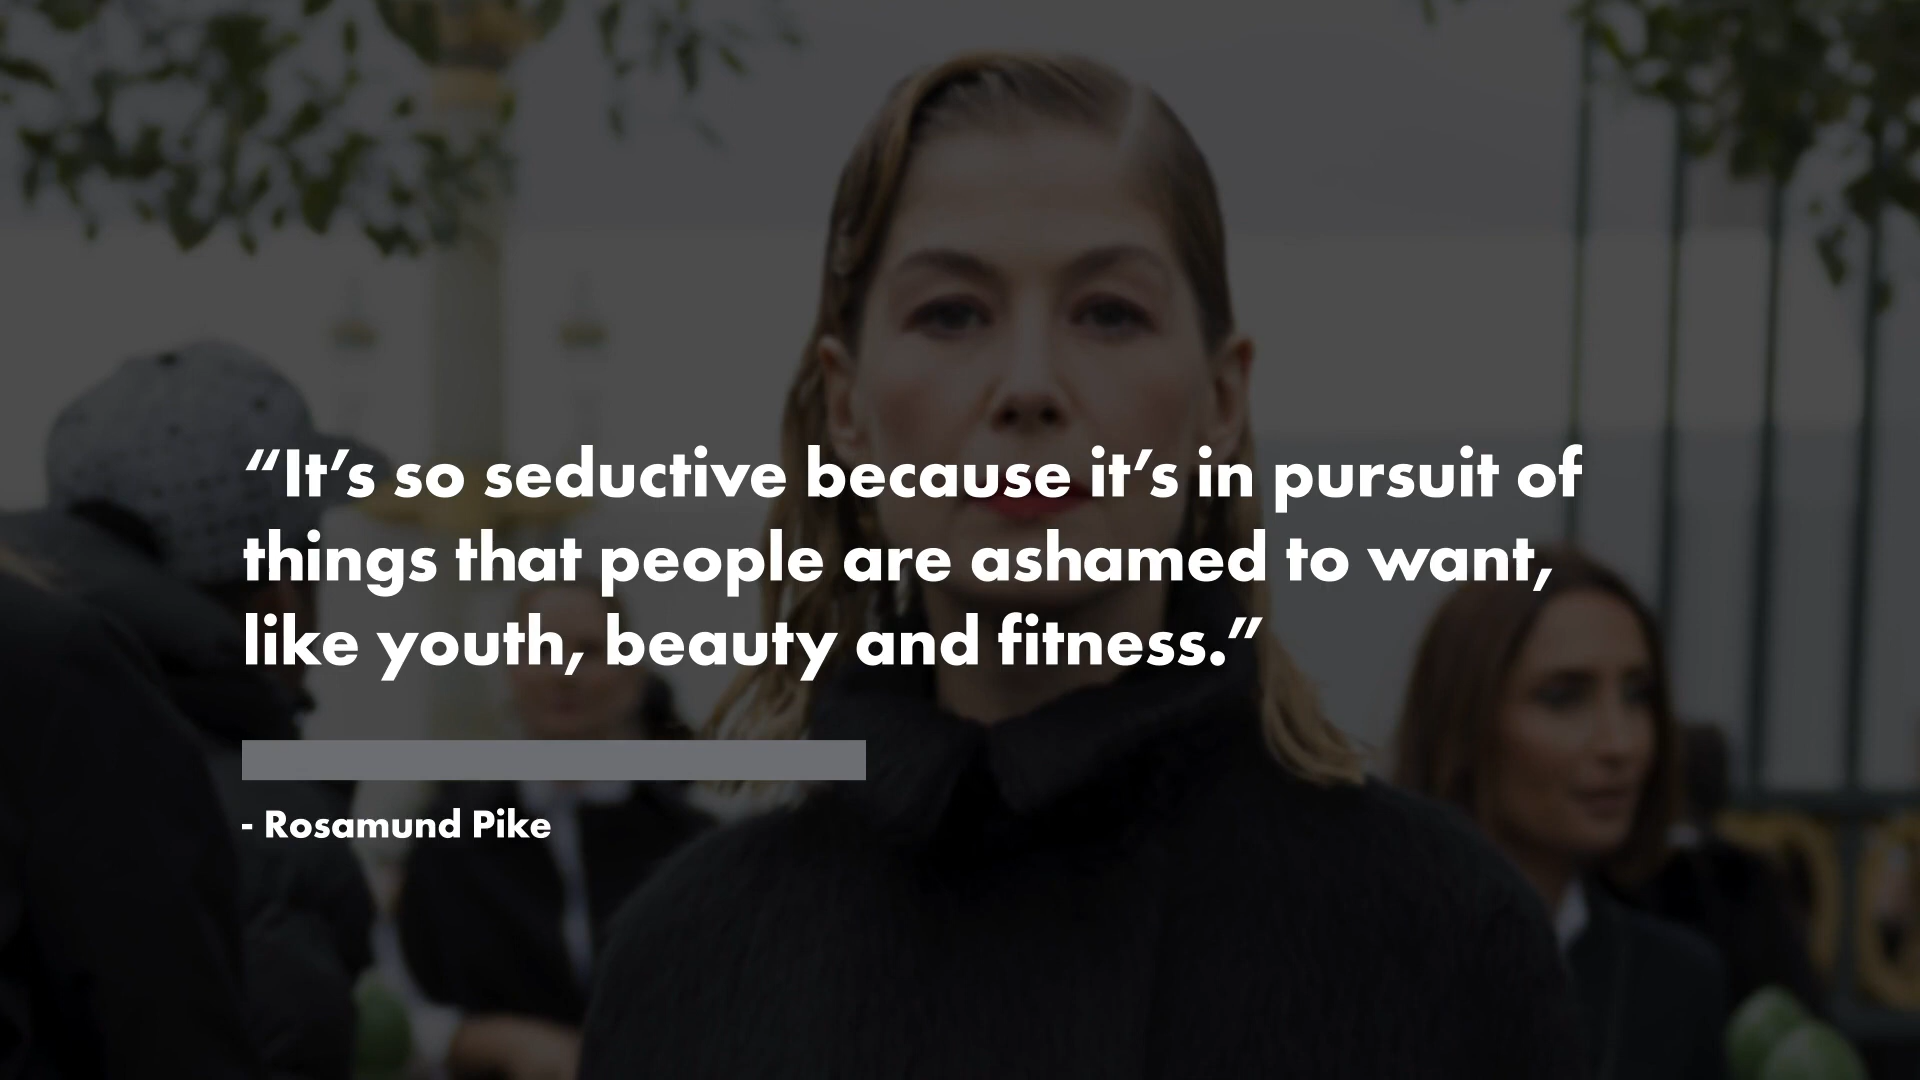 “It’s so seductive because it’s in pursuit of
things that people are ashamed to want,
like youth, beauty and fitness.”
- Rosamund Pike